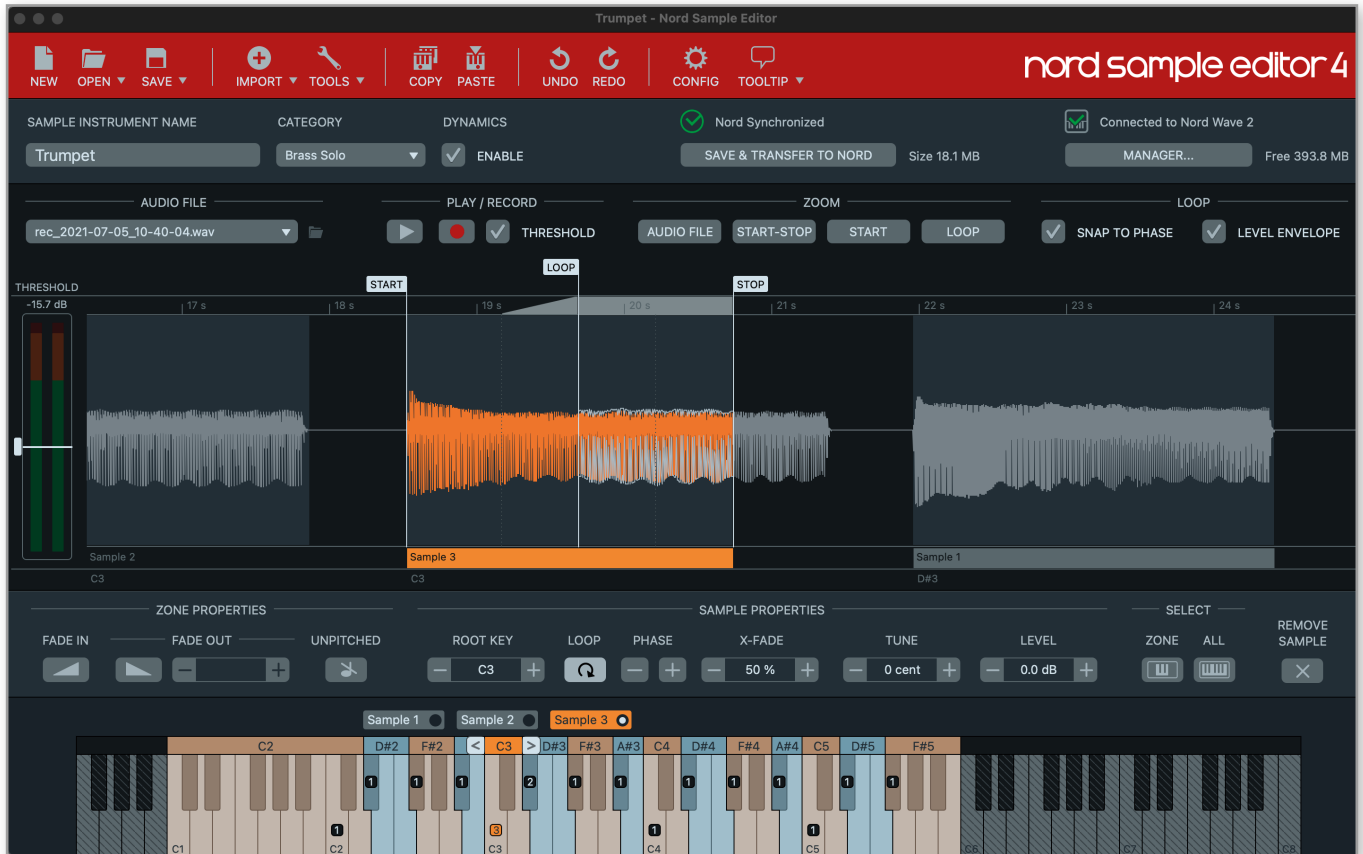 Trumpet - Nord Sample Editor
NEW OPEN SAVE IMPORT TOOLS COPY PASTE UNDO REDO CONFIG TOOLTIP
nord sample editor 4
SAMPLE INSTRUMENT NAME CATEGORY DYNAMICS Nord Synchronized Connected to Nord Wave 2
Trumpet Brass Solo ENABLE SAVE & TRANSFER TO NORD Size 18.1 MB MANAGER... Free 393.8 MB
AUDIO FILE PLAY / RECORD ZOOM LOOP
rec_2021-07-05_10-40-04.wav THRESHOLD AUDIO FILE START-STOP START LOOP SNAP TO PHASE LEVEL ENVELOPE
LOOP
START STOP
THRESHOLD
-15.7 dB 17 s 18 s 19 s 20 s 21 s 22 s 23 s 24 s
Sample 2 Sample 3 Sample 1
C3 C3 D#3
ZONE PROPERTIES SAMPLE PROPERTIES SELECT
REMOVE
SAMPLE
FADE IN FADE OUT UNPITCHED ROOT KEY LOOP PHASE X-FADE TUNE LEVEL ZONE ALL
C3 50 % 0 cent 0.0 dB
Sample 1 Sample 2 Sample 3
C2 D#2 F#2 < C3 > D#3 F#3 A#3 C4 D#4 F#4 A#4 C5 D#5 F#5
1 1 1 2 1 1 1 1 1 1 1
1 3 1 1
C1 C2 C3 C4 C5 C6 C7 C8